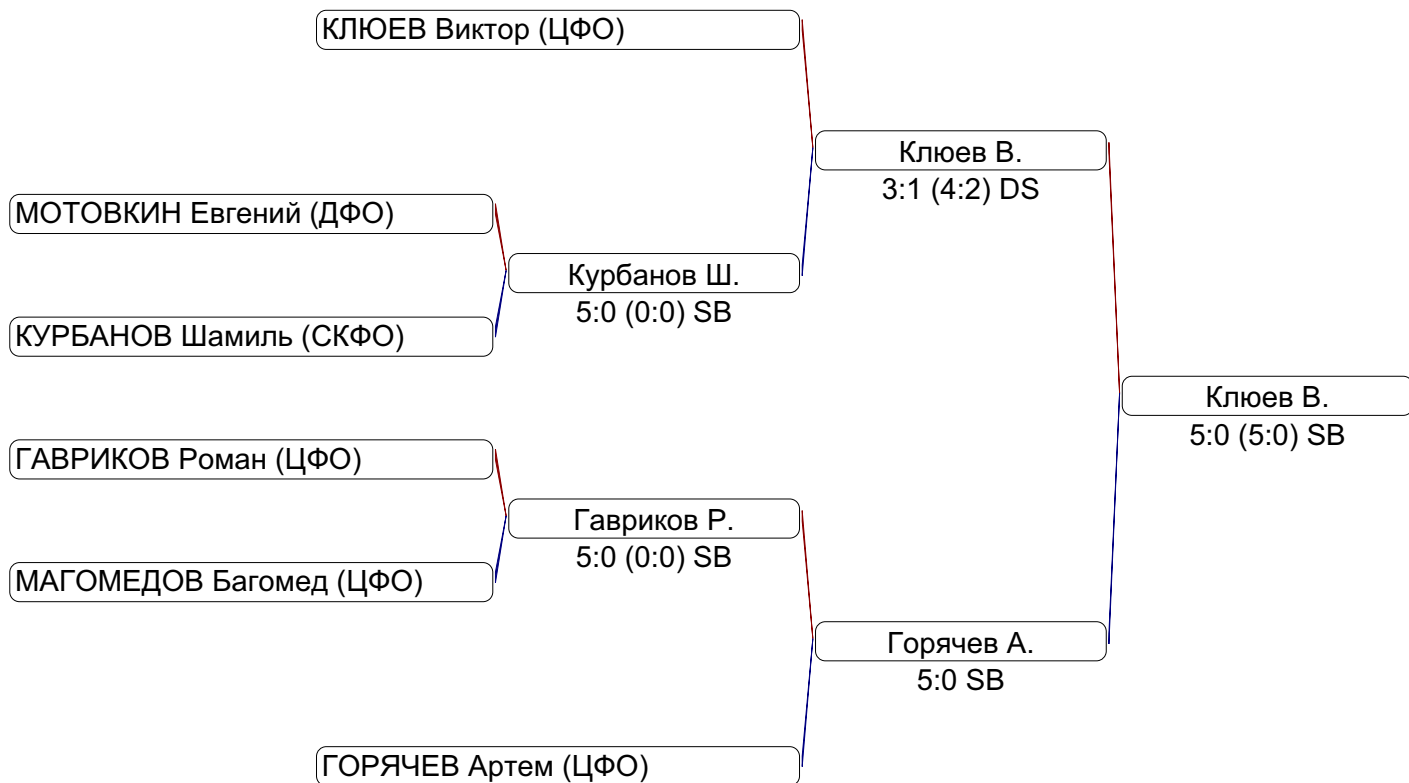 КЛЮЕВ Виктор (ЦФО)
Клюев В.
3:1 (4:2) DS
МОТОВКИН Евгений (ДФО)
Курбанов Ш.
5:0 (0:0) SB
КУРБАНОВ Шамиль (СКФО)
Клюев В.
5:0 (5:0) SB
ГАВРИКОВ Роман (ЦФО)
Гавриков Р.
5:0 (0:0) SB
МАГОМЕДОВ Багомед (ЦФО)
Горячев А.
5:0 SB
ГОРЯЧЕВ Артем (ЦФО)